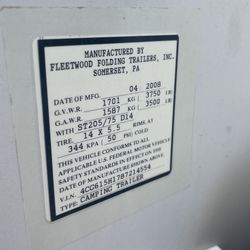 MANUFACTURED BY
FLEETWOOD FOLDING TRAILERS, INC.
SOMERSET, PA
DATE OF MFG. 04/2008
G.V.W.R. 1701 KG ( 3750 LB)
G.A.W.R. 1587 KG ( 3500 LB)
WITH ST205/75 D14
TIRE. 14 X 5.5 RIMS, AT
344 KPA ( 50 PSI/ COLD
THIS VEHICLE CONFORMS TO ALL
APPLICABLE U.S. FEDERAL MOTOR VEHICLE
SAFETY STANDARDS IN EFFECT ON THE
DATE OF MANUFACTURE SHOWN ABOVE.
V.I.N. 4CG615H1787214554
CAMPING TRAILER